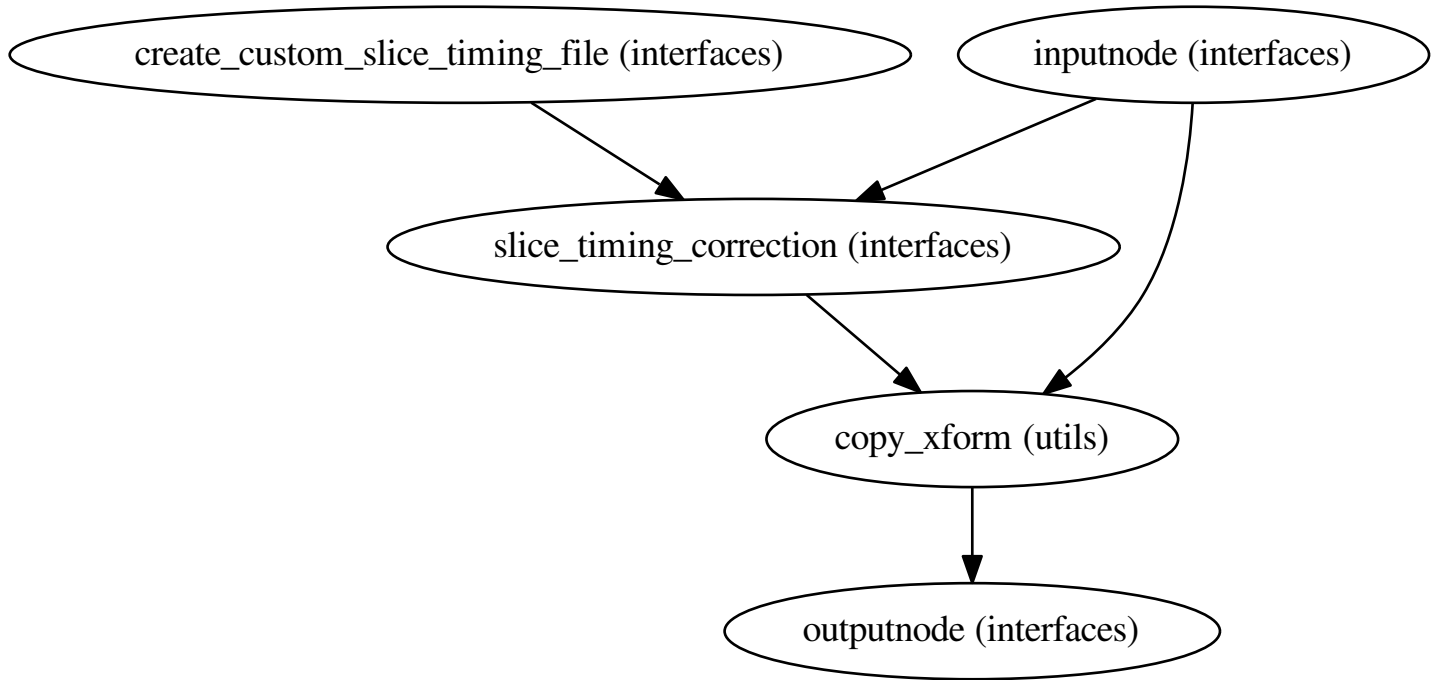 create_custom_slice_timing_file (interfaces)
inputnode (interfaces)
slice_timing_correction (interfaces)
copy_xform (utils)
outputnode (interfaces)